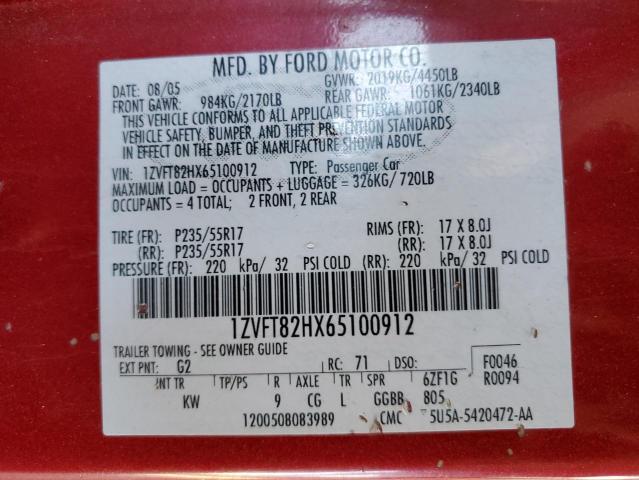 MFD. BY FORD MOTOR CO.
DATE: 08/05 GVWR: 2019KG/4450LB
FRONT GAWR: 984KG/2170LB REAR GAWR: 1061KG/2340LB
THIS VEHICLE CONFORMS TO ALL APPLICABLE FEDERAL MOTOR
VEHICLE SAFETY, BUMPER, AND THEFT PREVENTION STANDARDS
IN EFFECT ON THE DATE OF MANUFACTURE SHOWN ABOVE.
VIN: 1ZVFT82HX65100912 TYPE: Passenger Car
MAXIMUM LOAD = OCCUPANTS + LUGGAGE = 326KG/ 720LB
OCCUPANTS = 4 TOTAL; 2 FRONT, 2 REAR
TIRE (FR): P235/55R17 RIMS (FR): 17 X 8.0J
(RR): P235/55R17 (RR): 17 X 8.0J
PRESSURE (FR): 220 kPa/ 32 PSI COLD (RR): 220 kPa/ 32 PSI COLD
1ZVFT82HX65100912
TRAILER TOWING - SEE OWNER GUIDE
EXT PNT: G2 RC: 71 DSO: F0046
INT TR TP/PS R AXLE TR SPR 6ZF1G R0094
KW 9 CG L GGBB 805
1200508083989 CMC 5U5A-5420472-AA